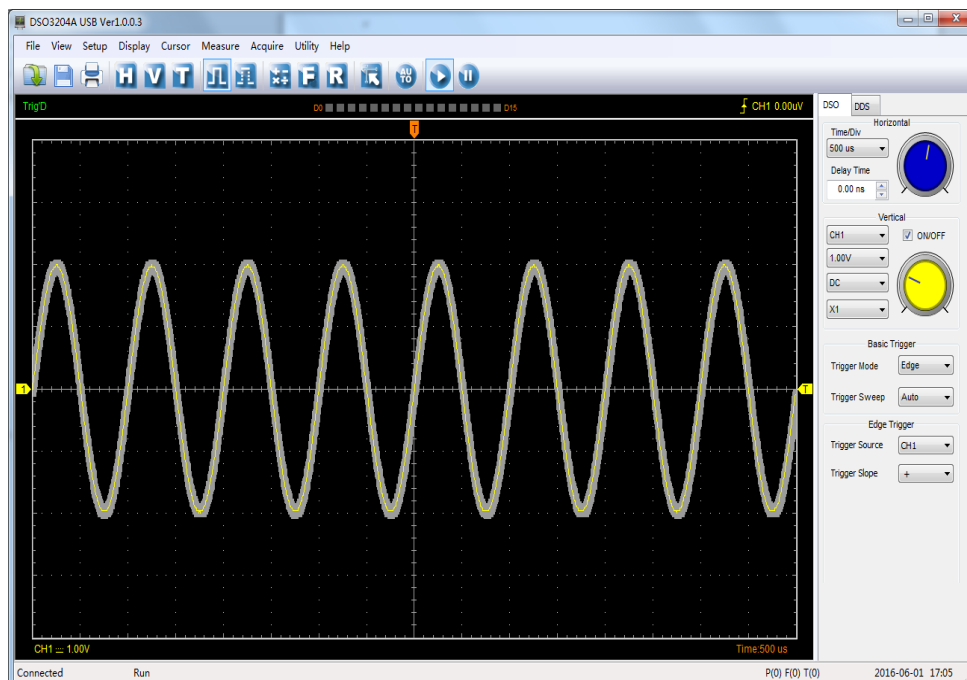 DSO3204A USB Ver1.0.0.3
File View Setup Display Cursor Measure Acquire Utility Help
H V T F R AUTO
Trig'D D0 D15 CH1 0.00uV
T
1
T
CH1 1.00V
Time:500 us
DSO DDS
Horizontal
Time/Div
500 us
Delay Time
0.00 ns
Vertical
CH1 ON/OFF
1.00V
DC
X1
Basic Trigger
Trigger Mode Edge
Trigger Sweep Auto
Edge Trigger
Trigger Source CH1
Trigger Slope +
Connected Run P(0) F(0) T(0) 2016-06-01 17:05